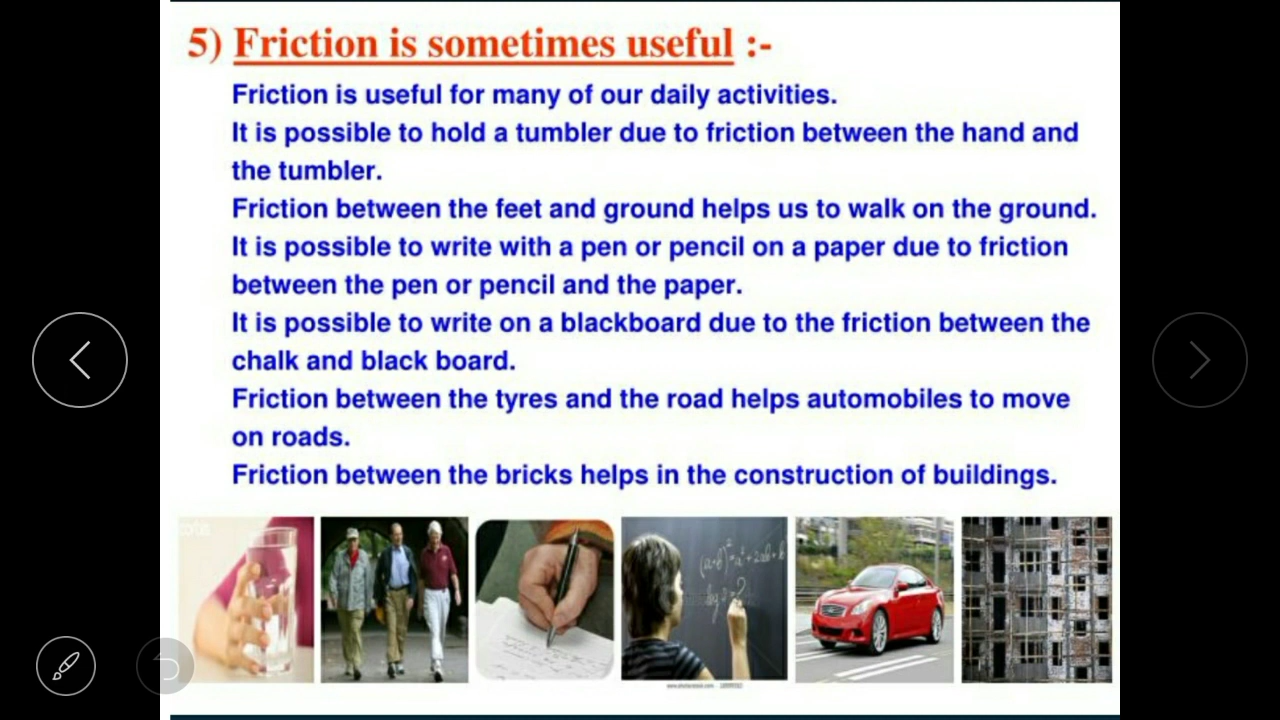 5) Friction is sometimes useful :-
Friction is useful for many of our daily activities.
It is possible to hold a tumbler due to friction between the hand and
the tumbler.
Friction between the feet and ground helps us to walk on the ground.
It is possible to write with a pen or pencil on a paper due to friction
between the pen or pencil and the paper.
It is possible to write on a blackboard due to the friction between the
chalk and black board.
Friction between the tyres and the road helps automobiles to move
on roads.
Friction between the bricks helps in the construction of buildings.